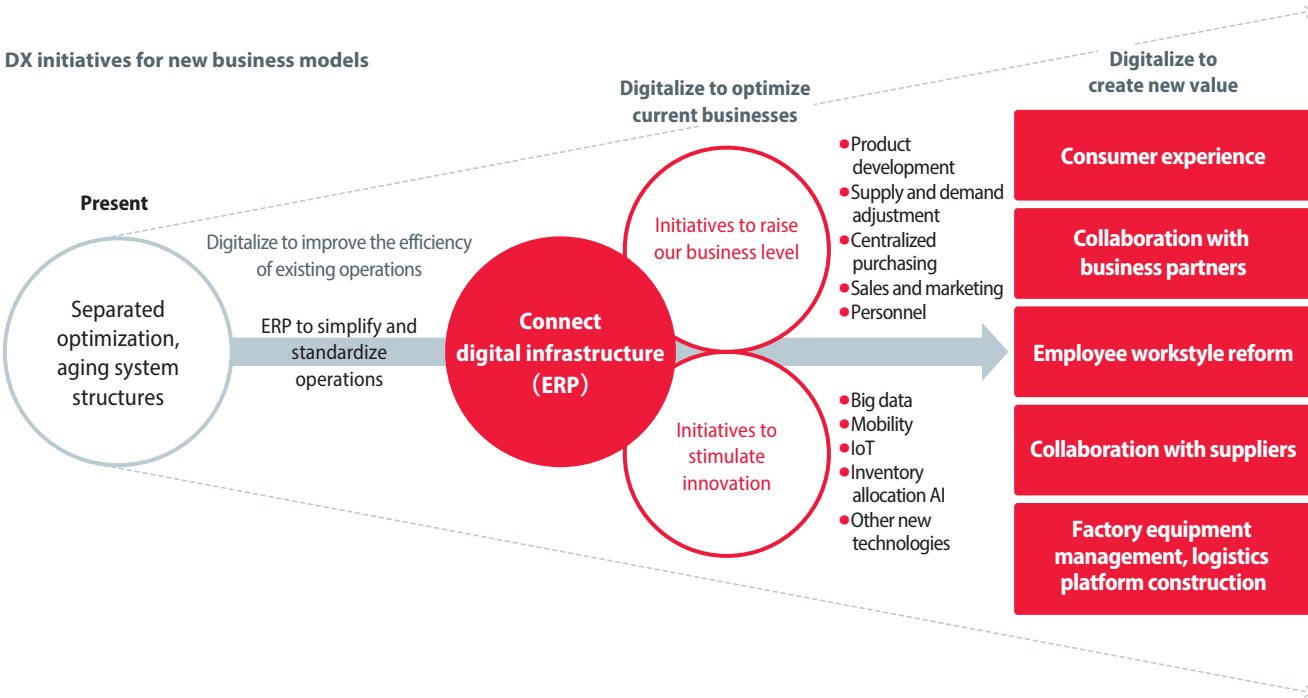 DX initiatives for new business models
Present
Separated
optimization,
aging system
structures
Digitalize to improve the efficiency
of existing operations
ERP to simplify and
standardize
operations
Connect
digital infrastructure
（ERP）
Digitalize to optimize
current businesses
Initiatives to raise
our business level
●Product
development
●Supply and demand
adjustment
●Centralized
purchasing
●Sales and marketing
●Personnel
Initiatives to
stimulate
innovation
●Big data
●Mobility
●IoT
●Inventory
allocation AI
●Other new
technologies
Digitalize to
create new value
Consumer experience
Collaboration with
business partners
Employee workstyle reform
Collaboration with suppliers
Factory equipment
management, logistics
platform construction